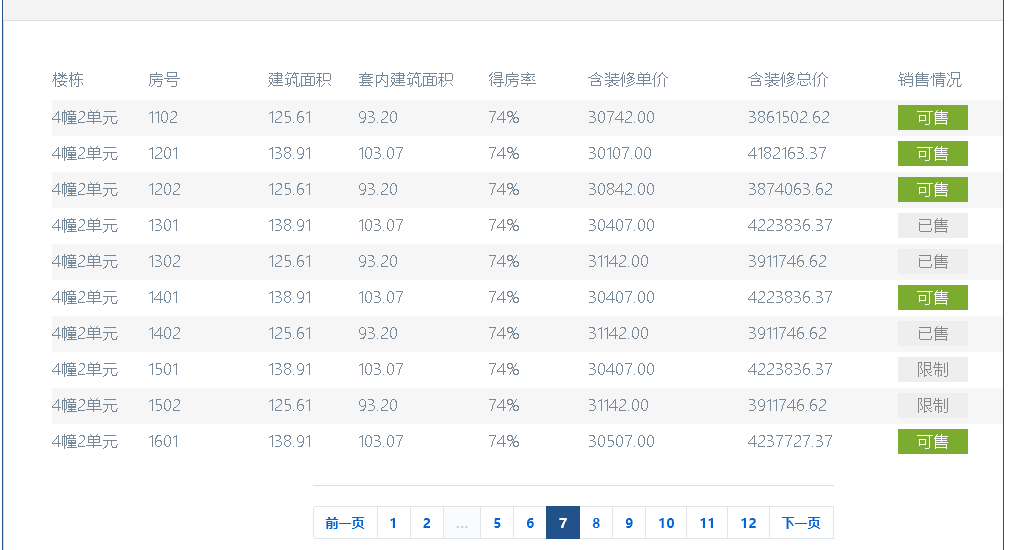 楼栋 房号 建筑面积 套内建筑面积 得房率 含装修单价 含装修总价 销售情况
4幢2单元 1102 125.61 93.20 74% 30742.00 3861502.62 可售
4幢2单元 1201 138.91 103.07 74% 30107.00 4182163.37 可售
4幢2单元 1202 125.61 93.20 74% 30842.00 3874063.62 可售
4幢2单元 1301 138.91 103.07 74% 30407.00 4223836.37 已售
4幢2单元 1302 125.61 93.20 74% 31142.00 3911746.62 已售
4幢2单元 1401 138.91 103.07 74% 30407.00 4223836.37 可售
4幢2单元 1402 125.61 93.20 74% 31142.00 3911746.62 已售
4幢2单元 1501 138.91 103.07 74% 30407.00 4223836.37 限制
4幢2单元 1502 125.61 93.20 74% 31142.00 3911746.62 限制
4幢2单元 1601 138.91 103.07 74% 30507.00 4237727.37 可售
前一页 1 2 ... 5 6 7 8 9 10 11 12 下一页